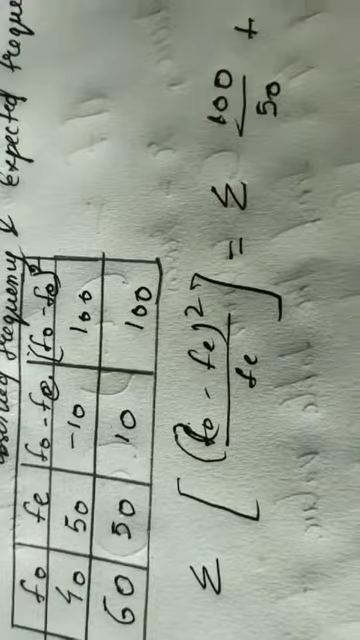 observed frequency & expected freque
fo fe fo-fe (fo-fe)²
40 50 -10 100
60 50 10 100
Σ [(fo - fe)²/fe] = Σ 100/50 +